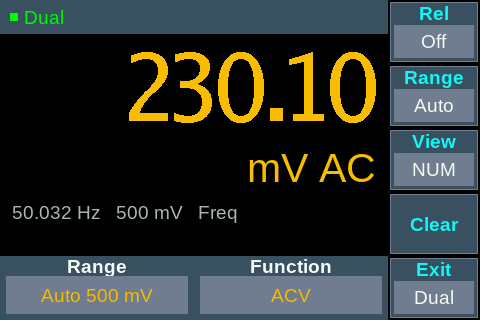 Dual
230.10
mV AC
50.032 Hz 500 mV Freq
Range
Auto 500 mV
Function
ACV
Rel
Off
Range
Auto
View
NUM
Clear
Exit
Dual